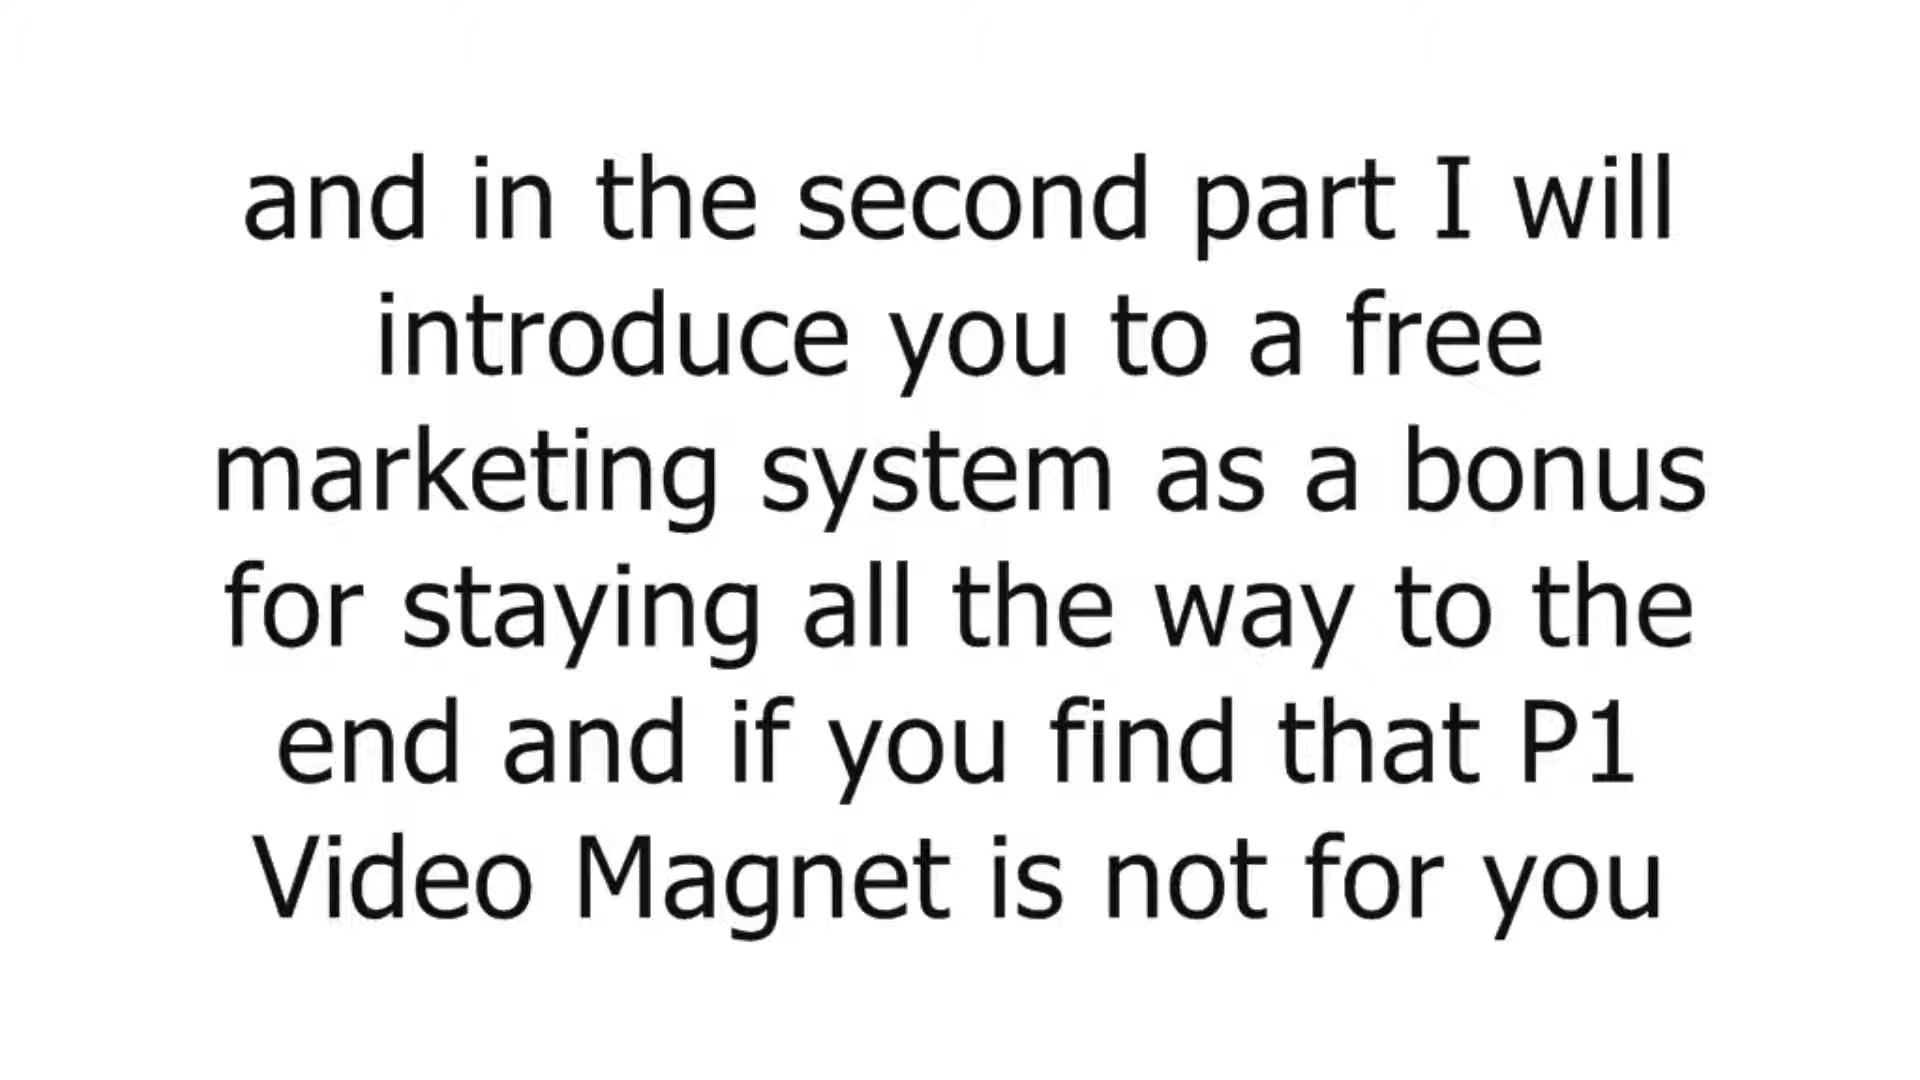 and in the second part I will
introduce you to a free
marketing system as a bonus
for staying all the way to the
end and if you find that P1
Video Magnet is not for you